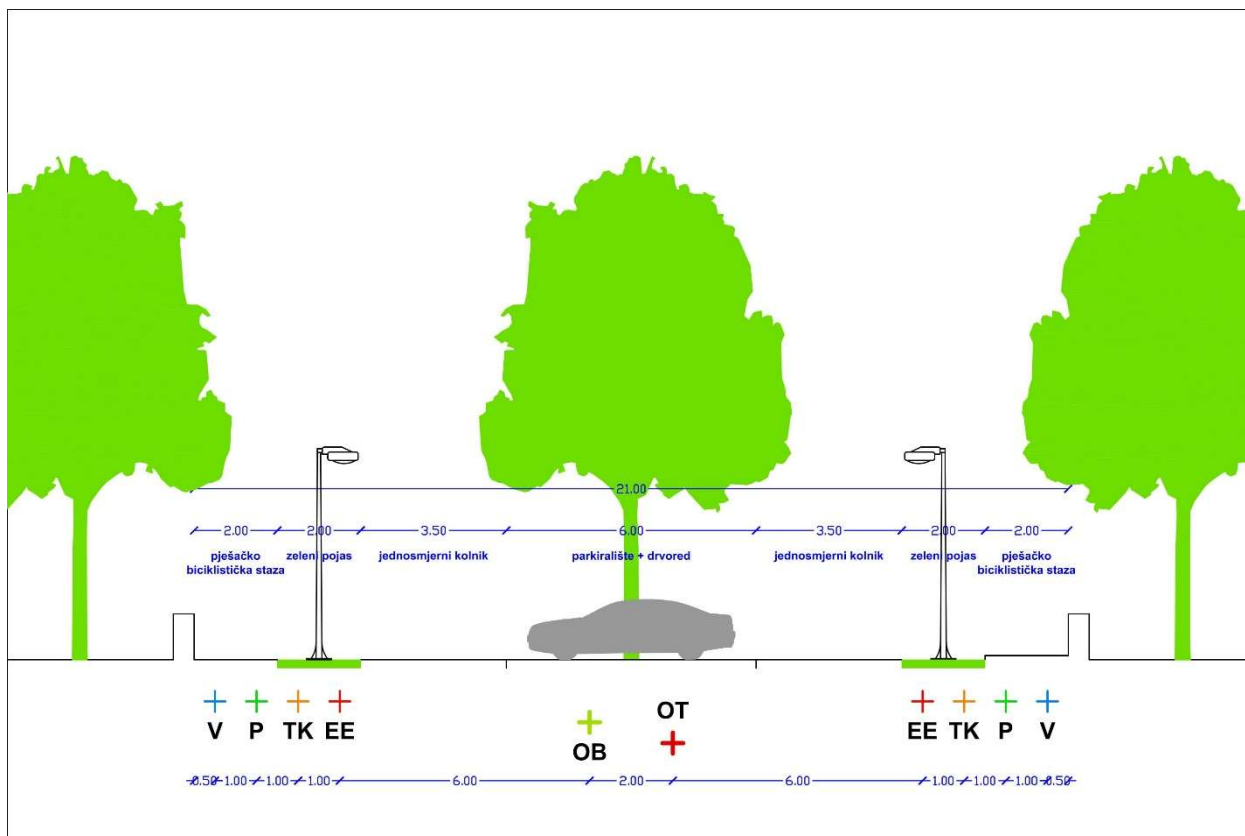 21.00
2.00 2.00 3.50 6.00 3.50 2.00 2.00
pješačko
biciklistička staza
zeleni pojas
jednosmjerni kolnik
parkiralište + drvored
jednosmjerni kolnik
zeleni pojas
pješačko
biciklistička staza
V P TK EE
OB
OT
EE TK P V
0.50 1.00 1.00 1.00 6.00 2.00 6.00 1.00 1.00 1.00 0.50